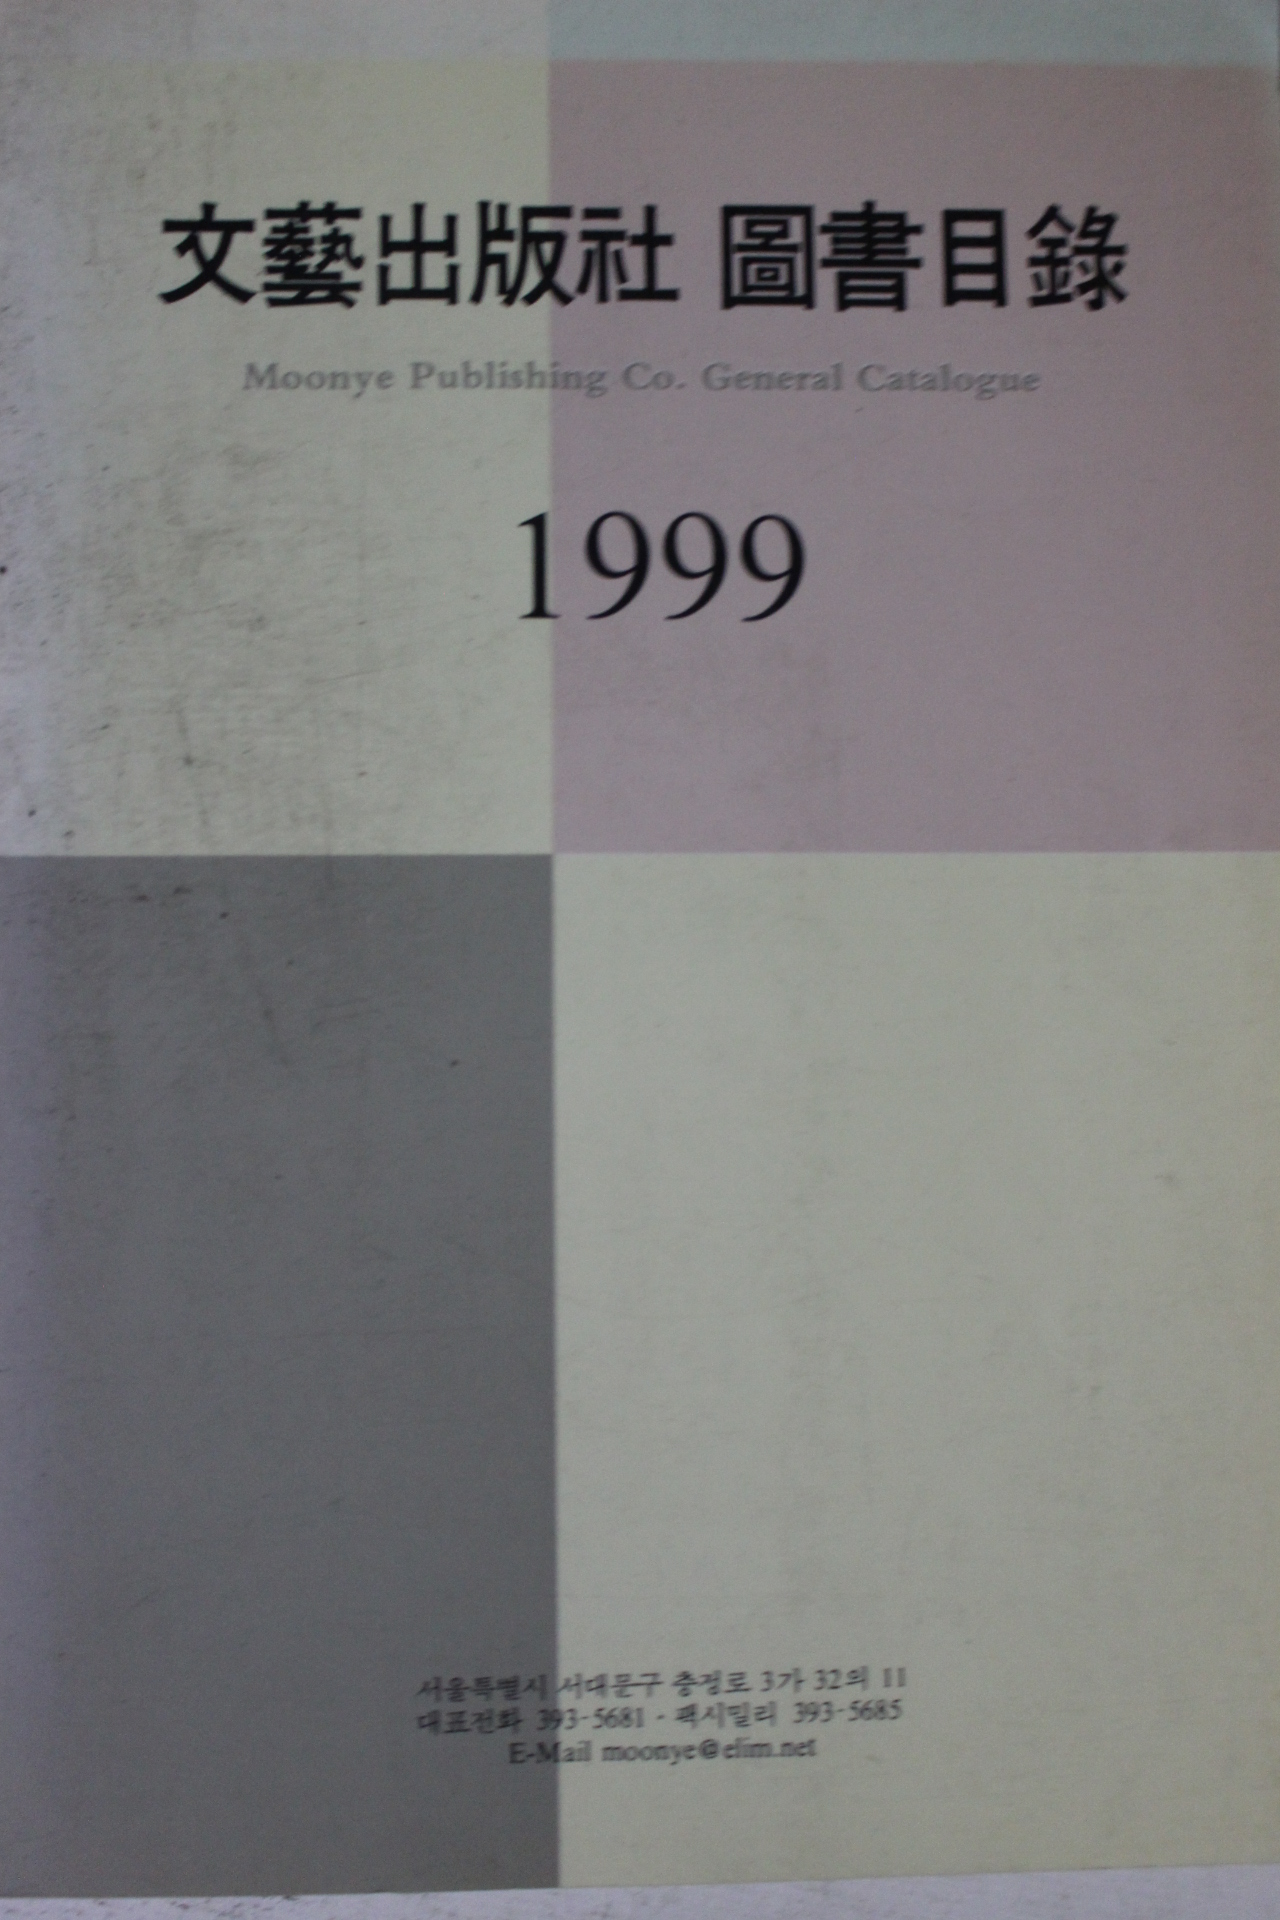 文藝出版社 圖書目錄
Moonye Publishing Co. General Catalogue
1999
서울특별시 서대문구 충정로 3가 32의 11
대표전화 393-5681 · 팩시밀리 393-5685
E-Mail moonye@elim.net